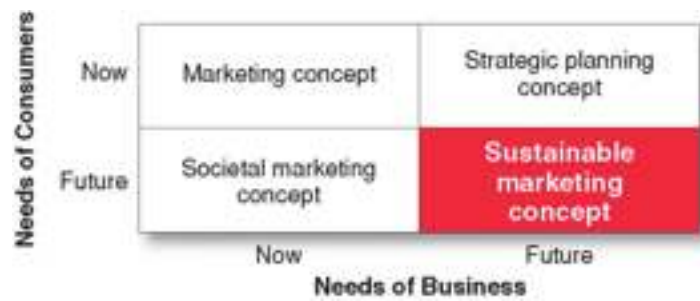 Needs of Consumers
Now
Marketing concept
Strategic planning
concept
Future
Societal marketing
concept
Sustainable
marketing
concept
Now
Future
Needs of Business